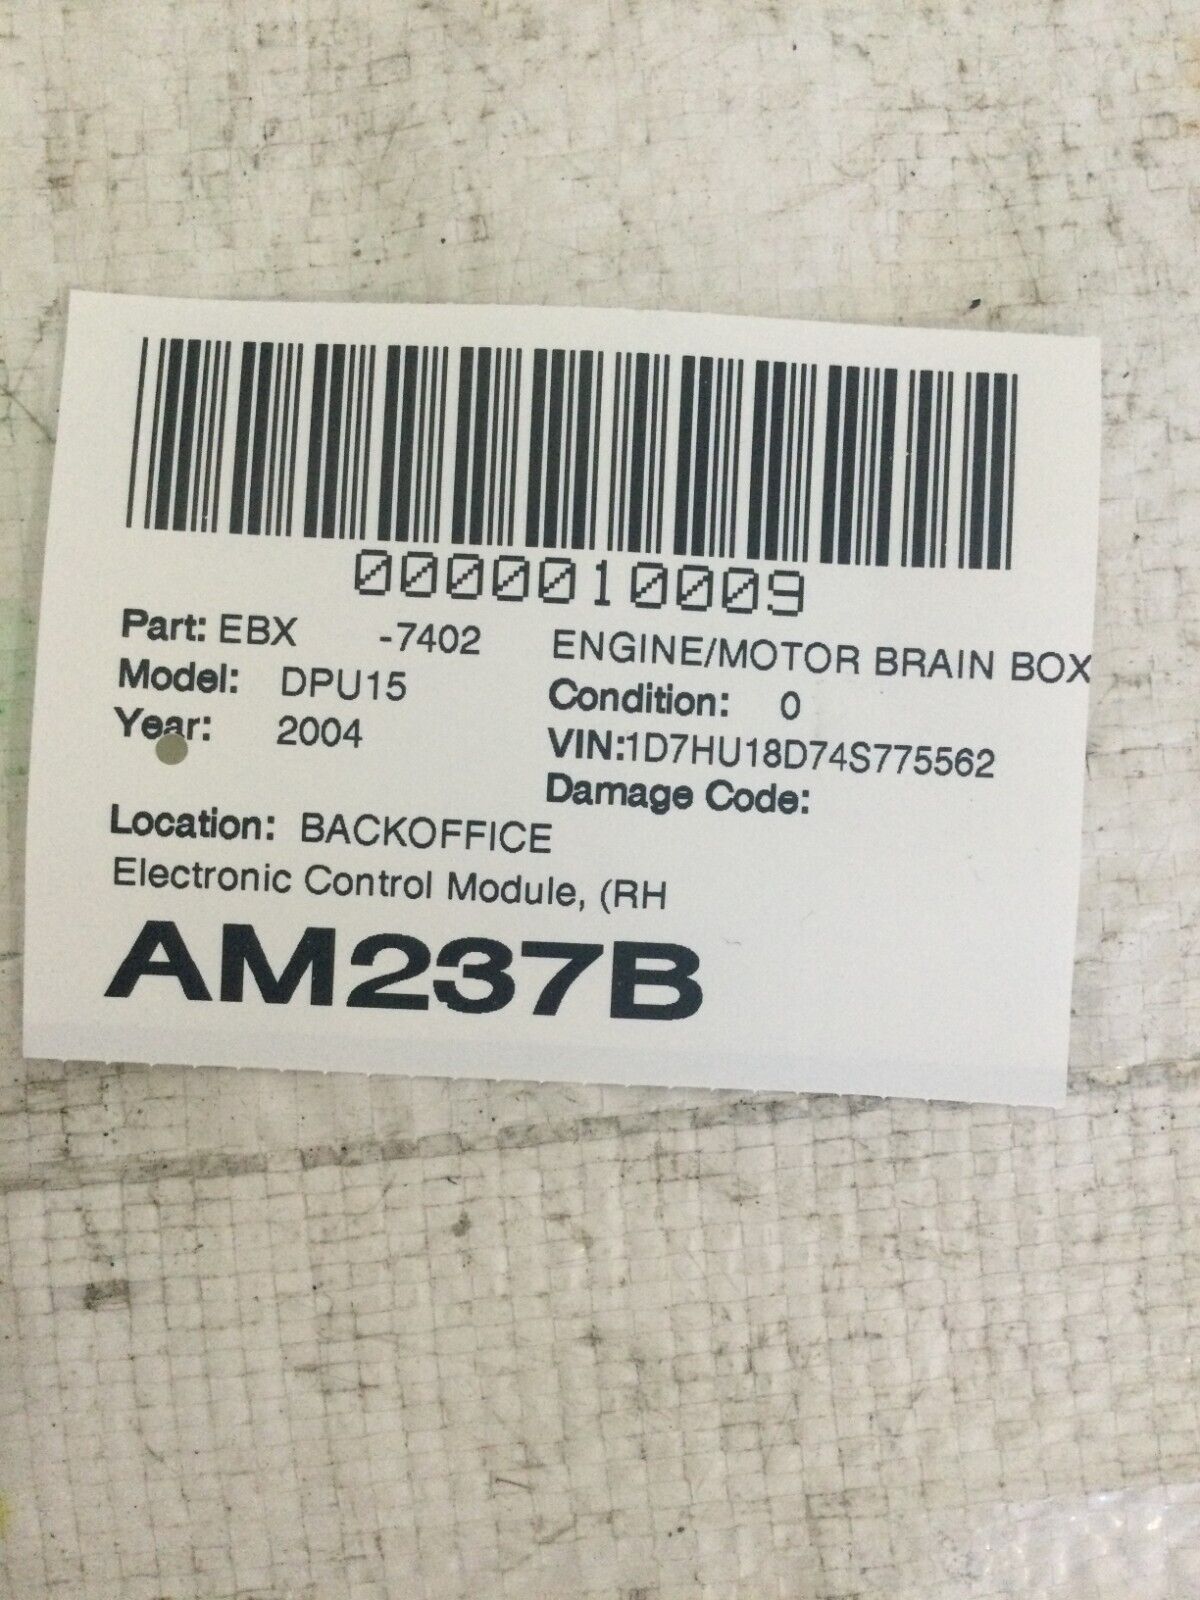 0000010009
Part: EBX -7402 ENGINE/MOTOR BRAIN BOX
Model: DPU15 Condition: 0
Year: 2004 VIN:1D7HU18D74S775562
Damage Code:
Location: BACKOFFICE
Electronic Control Module, (RH
AM237B